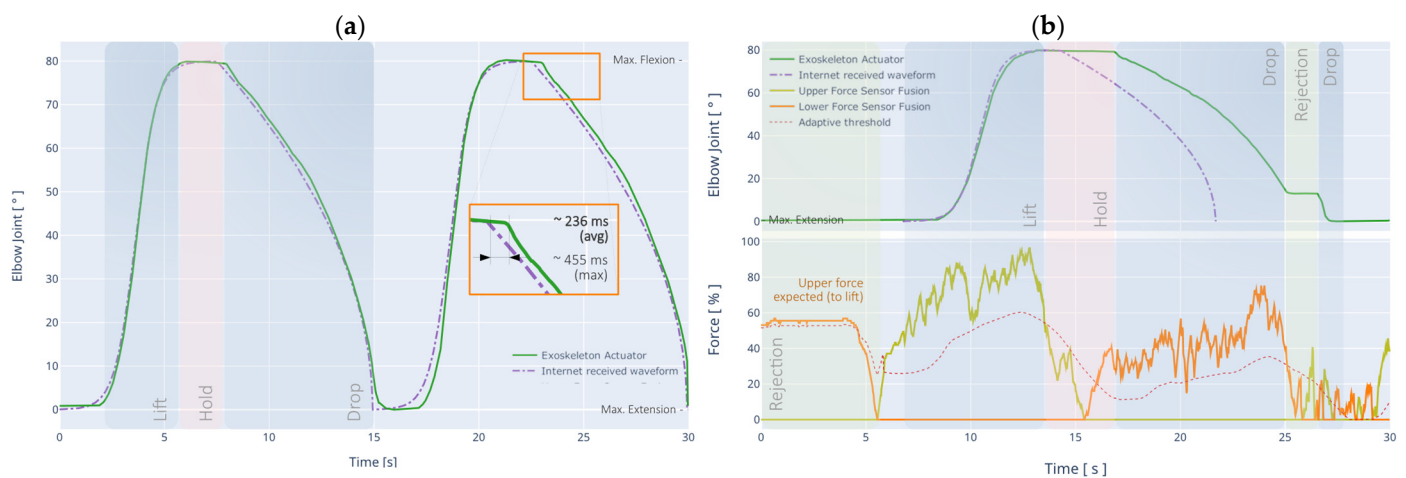 (a)
Elbow Joint [ ° ]
80
70
60
50
40
30
20
10
0
Max. Flexion -
~ 236 ms
(avg)
~ 455 ms
(max)
Exoskeleton Actuator
Internet received waveform
Max. Extension -
Lift
Hold
Drop
0
5
10
15
20
25
30
Time [s]
(b)
Elbow Joint [ ° ]
80
60
40
20
0
Exoskeleton Actuator
Internet received waveform
Upper Force Sensor Fusion
Lower Force Sensor Fusion
Adaptive threshold
Max. Extension
Lift
Hold
Drop
Rejection
Drop
Force [ % ]
100
80
60
40
20
0
Upper force
expected (to lift)
Rejection
0
5
10
15
20
25
30
Time [ s ]